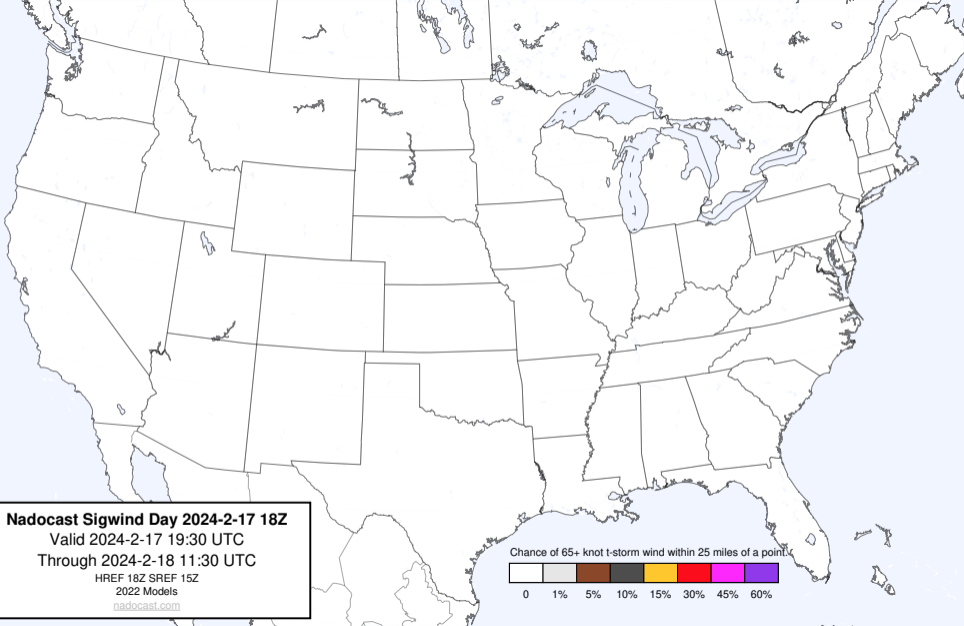 Nadocast Sigwind Day 2024-2-17 18Z
Valid 2024-2-17 19:30 UTC
Through 2024-2-18 11:30 UTC
HREF 18Z SREF 15Z
2022 Models
nadocast.com
Chance of 65+ knot t-storm wind within 25 miles of a point.
0 1% 5% 10% 15% 30% 45% 60%